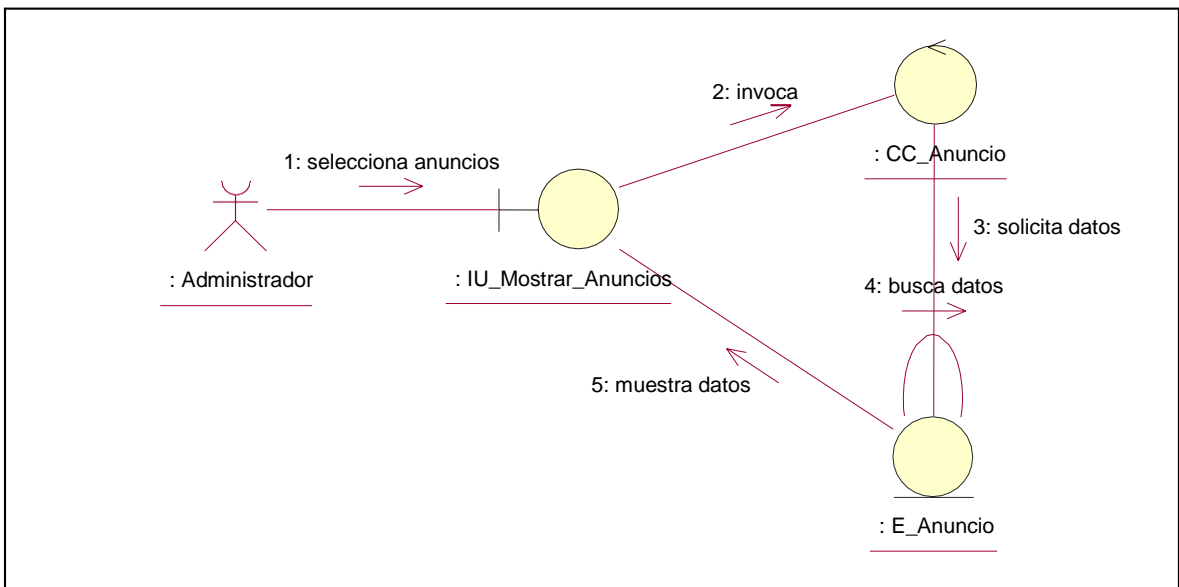 2: invoca
: CC_Anuncio
1: selecciona anuncios
3: solicita datos
: Administrador
: IU_Mostrar_Anuncios
4: busca datos
5: muestra datos
: E_Anuncio